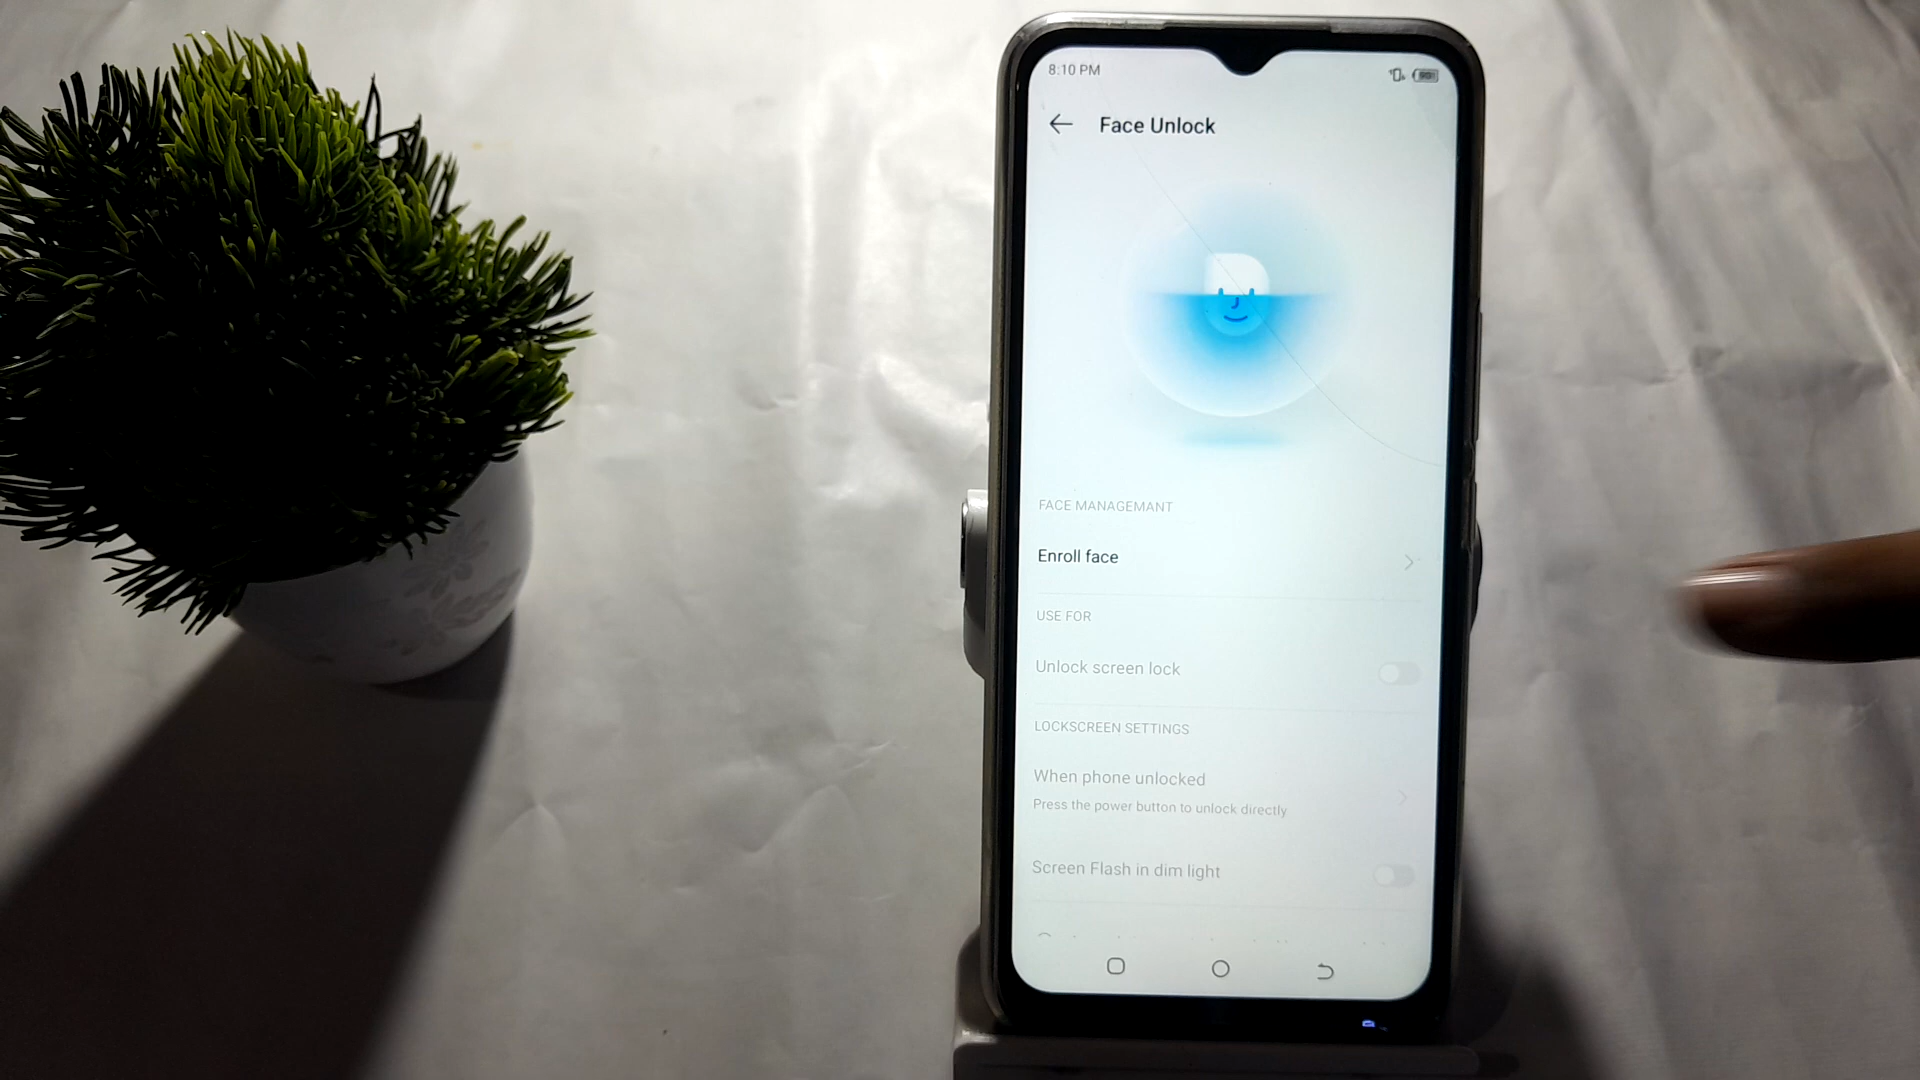 8:10 PM
Face Unlock
FACE MANAGEMANT
Enroll face
USE FOR
Unlock screen lock
LOCKSCREEN SETTINGS
When phone unlocked
Press the power button to unlock directly
Screen Flash in dim light